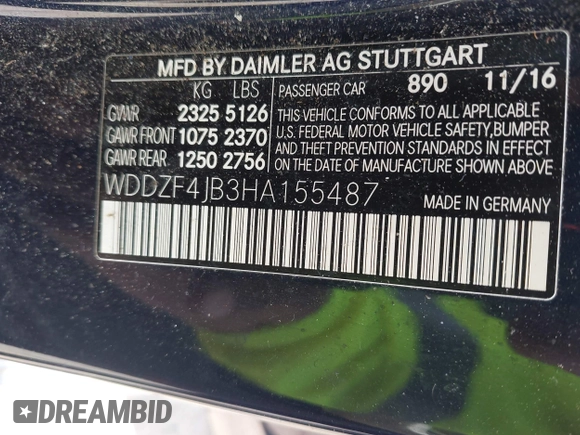 MFD BY DAIMLER AG STUTTGART
KG LBS
GVWR 2325 5126
GAWR FRONT 1075 2370
GAWR REAR 1250 2756
PASSENGER CAR 890 11/16
THIS VEHICLE CONFORMS TO ALL APPLICABLE
U.S. FEDERAL MOTOR VEHICLE SAFETY, BUMPER
AND THEFT PREVENTION STANDARDS IN EFFECT
ON THE DATE OF MANUFACTURE SHOWN ABOVE.
WDDZF4JB3HA155487
MADE IN GERMANY
DREAMBID